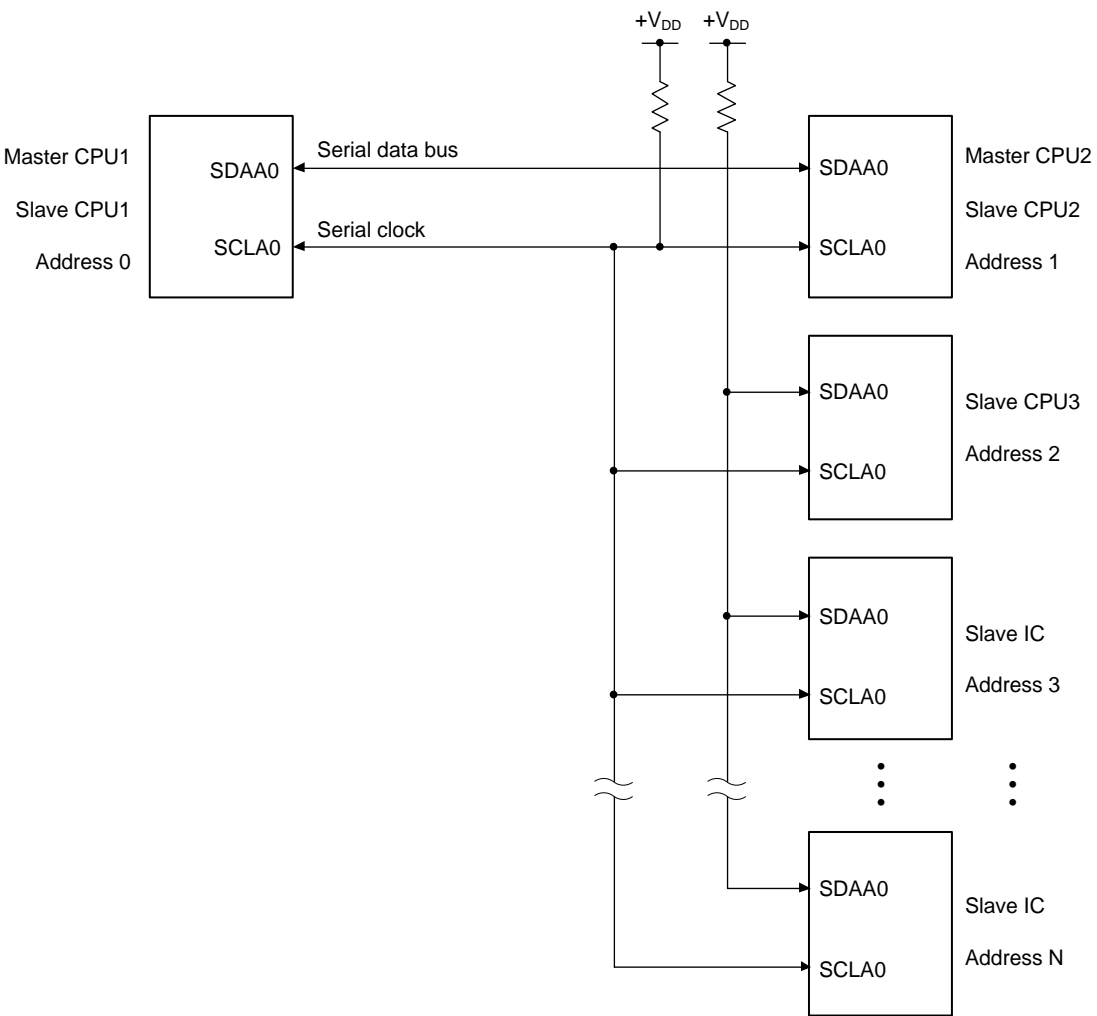 +VDD
+VDD
Master CPU1
Slave CPU1
Address 0
SDAA0
SCLA0
Serial data bus
Serial clock
SDAA0
SCLA0
Master CPU2
Slave CPU2
Address 1
SDAA0
SCLA0
Slave CPU3
Address 2
SDAA0
SCLA0
Slave IC
Address 3
SDAA0
SCLA0
Slave IC
Address N